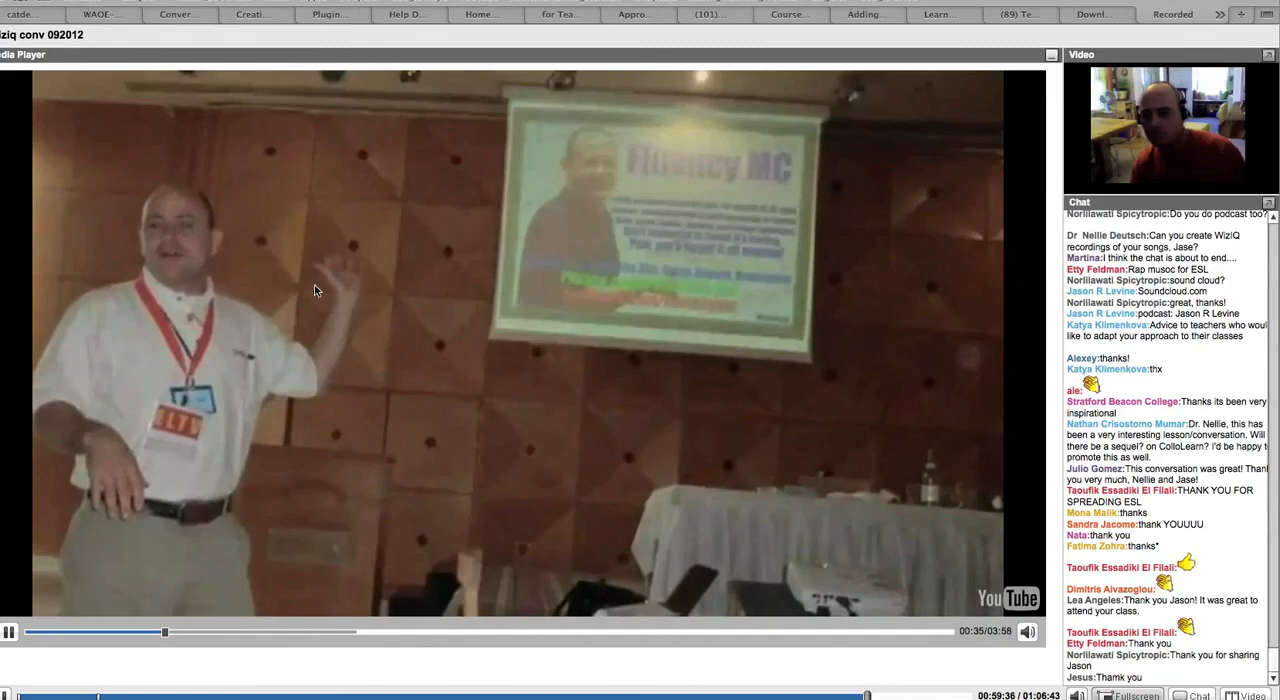 catde...
WAOE-...
Conver...
Creati...
Plugin...
Help D...
Home...
for Tea...
Appro...
(101)...
Course...
Adding...
Learn...
(89) Te...
Downl...
Recorded
iziq conv 092012
dia Player
Video
Fluency MC
ELTV
YouTube
00:35/03:58
Chat
Norlilawati Spicytropic:Do you do podcast too?
Dr Nellie Deutsch:Can you create WizIQ
recordings of your songs, Jase?
Martina:I think the chat is about to end....
Etty Feldman:Rap musoc for ESL
Norlilawati Spicytropic:sound cloud?
Jason R Levine:Soundcloud.com
Norlilawati Spicytropic:great, thanks!
Jason R Levine:podcast: Jason R Levine
Katya Klimenkova:Advice to teachers who woul
like to adapt your approach to their classes
Alexey:thanks!
Katya Klimenkova:thx
ale:
Stratford Beacon College:Thanks its been very
inspirational
Nathan Crisostomo Mumar:Dr. Nellie, this has
been a very interesting lesson/conversation. Will
there be a sequel? on ColloLearn? I'd be happy t
promote this as well.
Julio Gomez:This conversation was great! Than
you very much, Nellie and Jase!
Taoufik Essadiki El Filali:THANK YOU FOR
SPREADING ESL
Mona Malik:thanks
Sandra Jacome:thank YOUUUU
Nata:thank you
Fatima Zohra:thanks*
Taoufik Essadiki El Filali:
Dimitris Aivazoglou:
Lea Angeles:Thank you Jason! It was great to
attend your class.
Taoufik Essadiki El Filali:
Etty Feldman:Thank you
Norlilawati Spicytropic:Thank you for sharing
Jason
Jesus:Thamk you
00:59:36 / 01:06:43
Fullscreen
Chat
Video